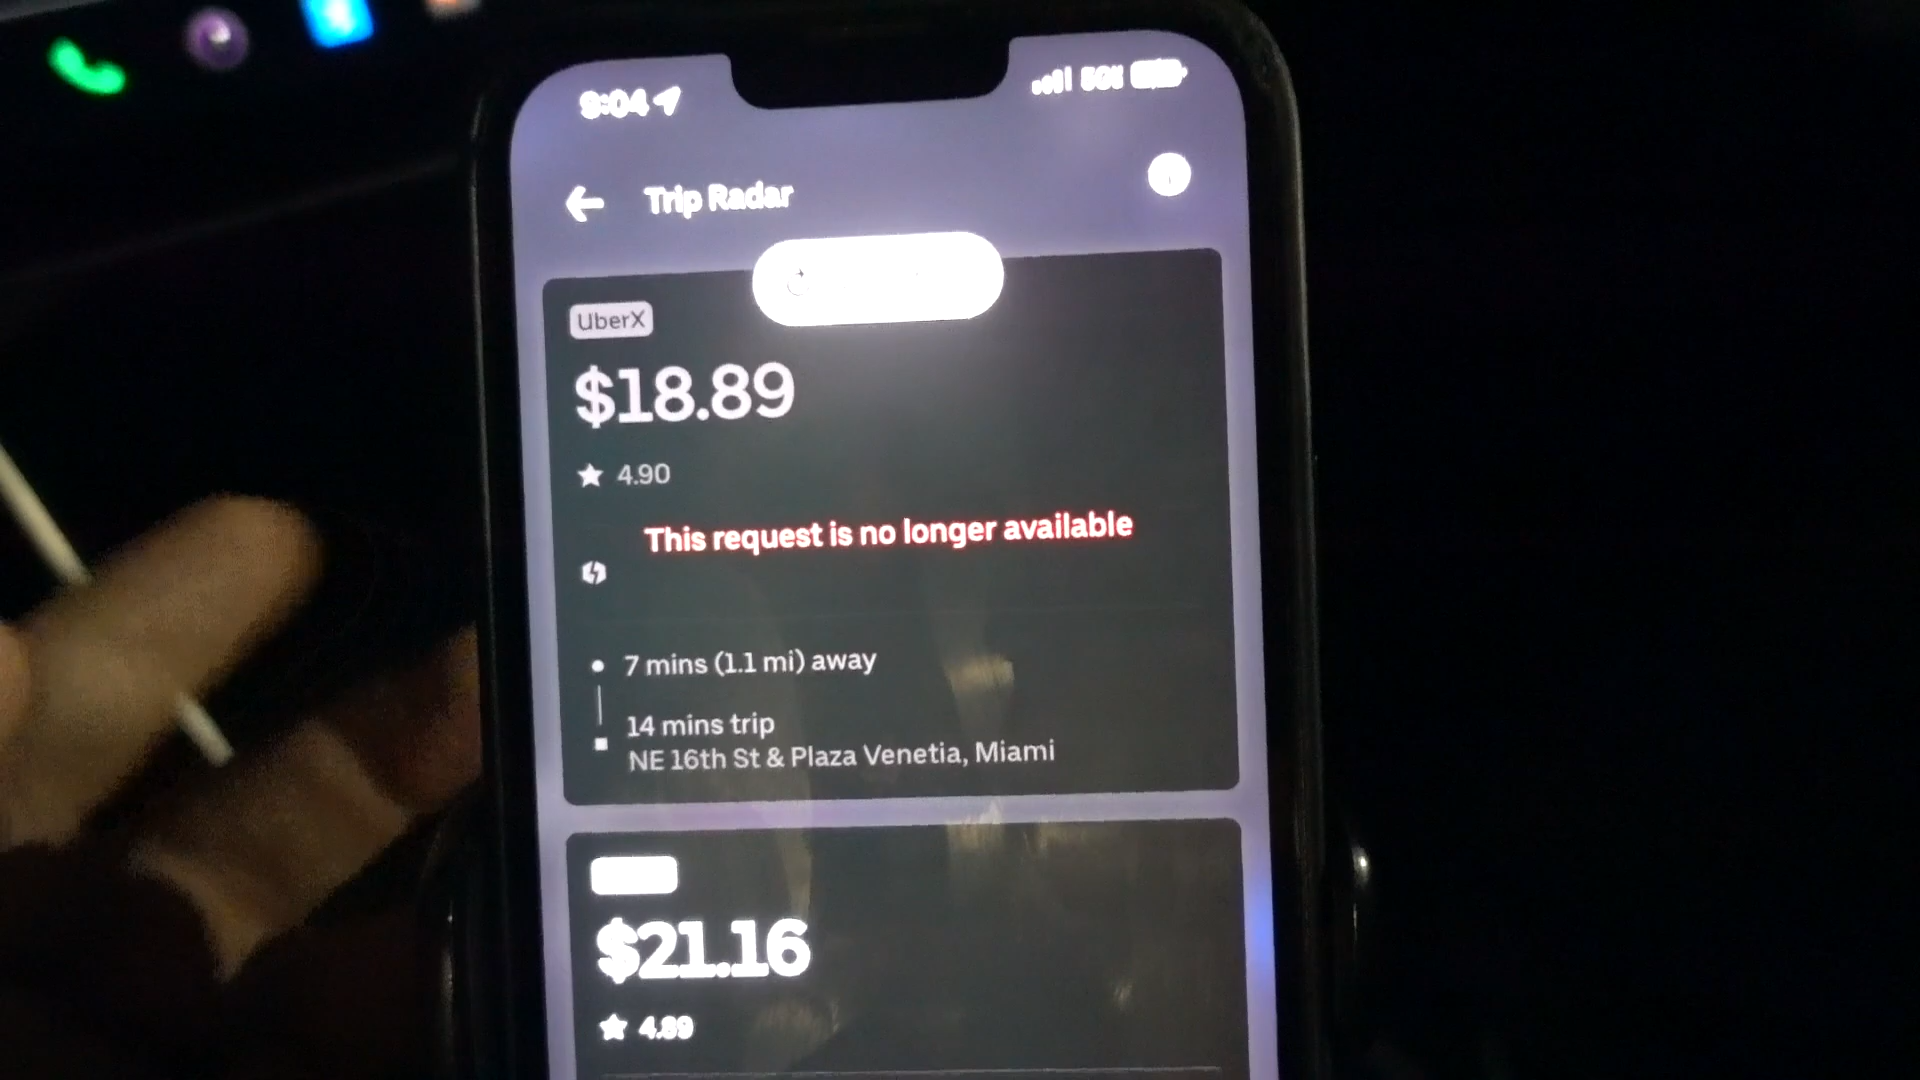 9:04
Trip Radar
UberX
$18.89
4.90
This request is no longer available
7 mins (1.1 mi) away
14 mins trip
NE 16th St & Plaza Venetia, Miami
$21.16
4.89